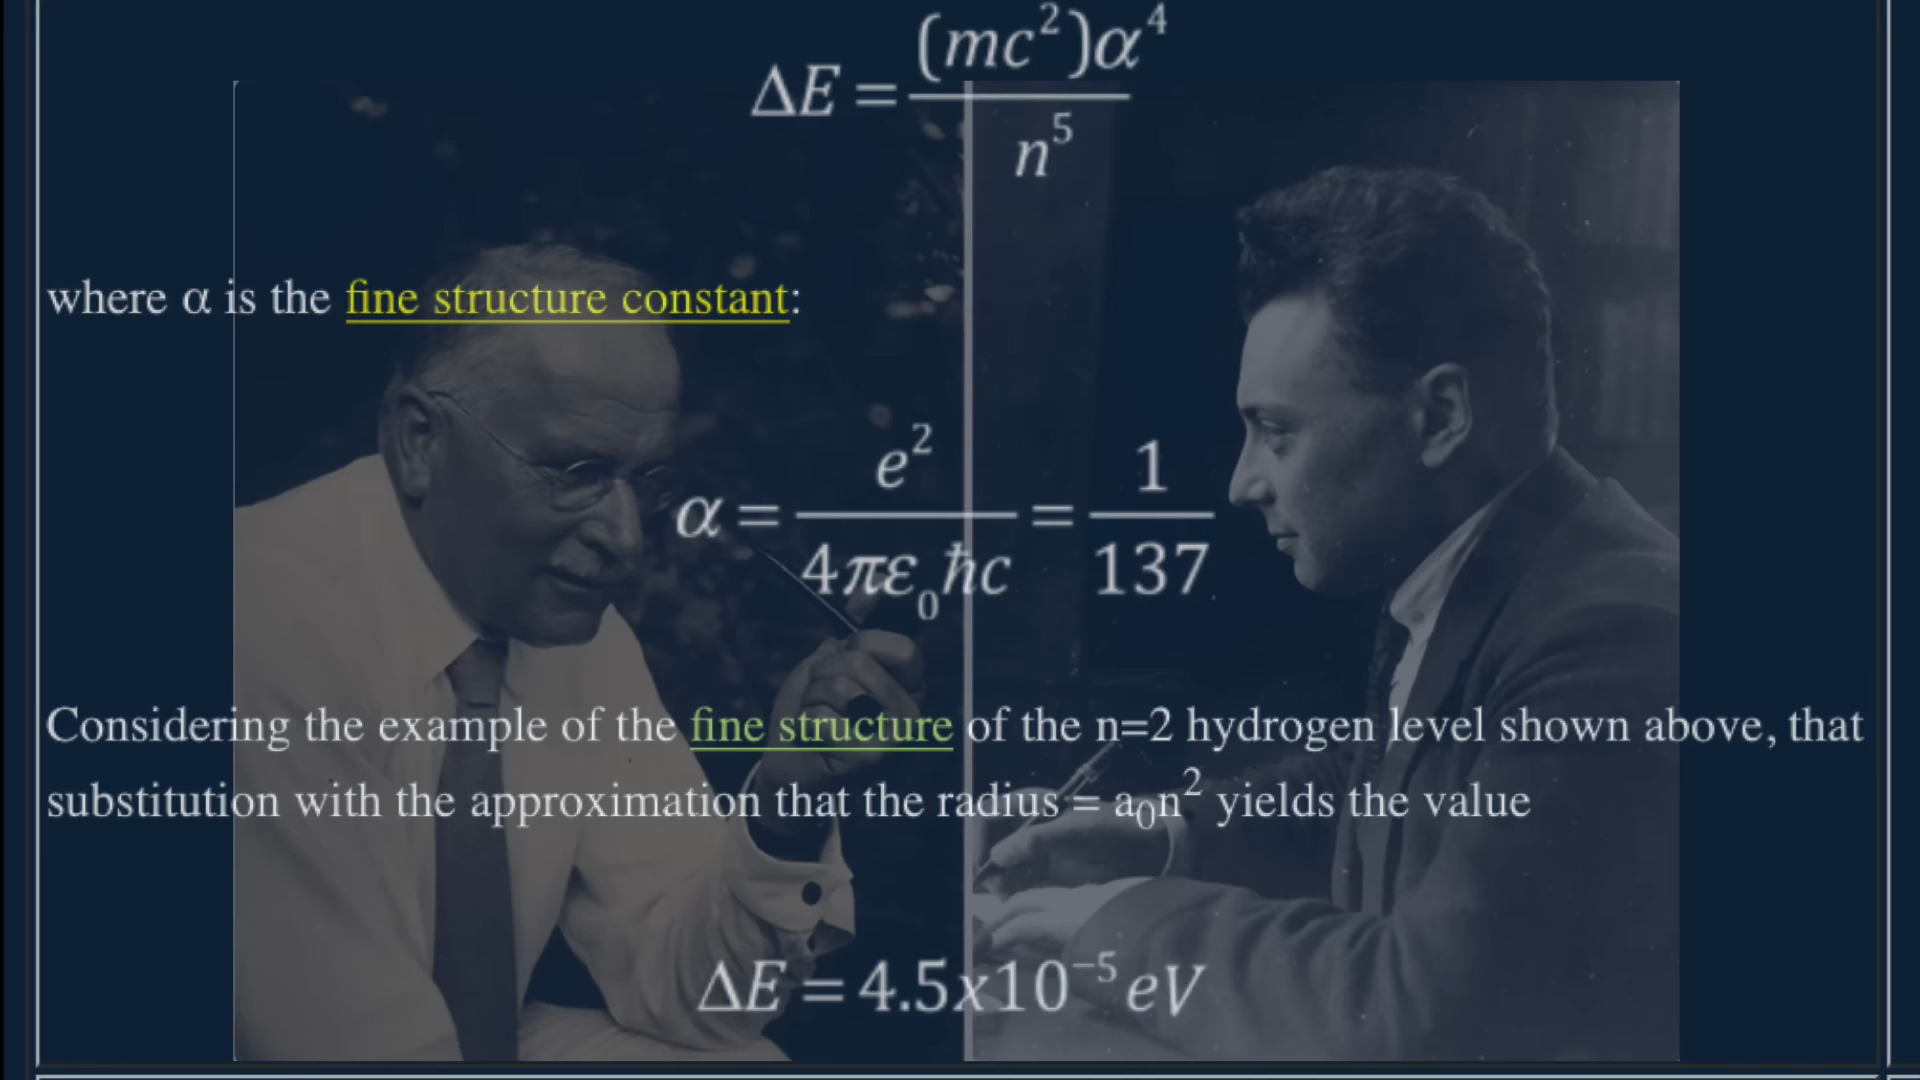 ΔE = (mc²)α⁴ / n⁵
where α is the fine structure constant:
α = e² / 4πε₀ħc = 1 / 137
Considering the example of the fine structure of the n=2 hydrogen level shown above, that
substitution with the approximation that the radius = a₀n² yields the value
ΔE = 4.5x10⁻⁵ eV